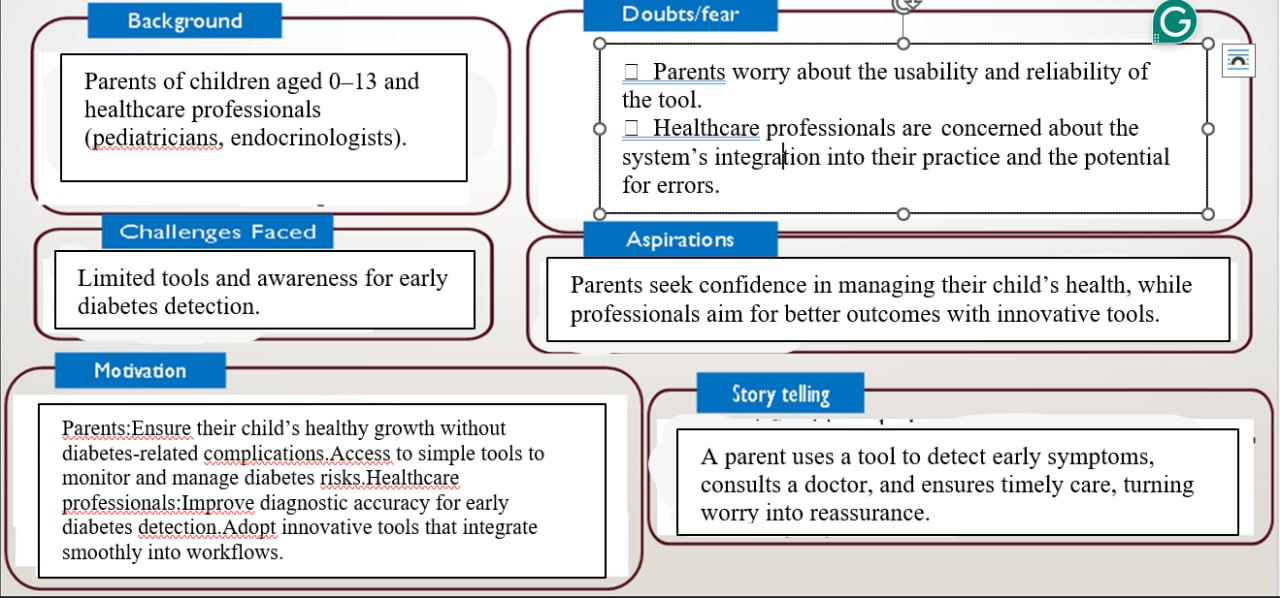 Background
Parents of children aged 0–13 and
healthcare professionals
(pediatricians, endocrinologists).
Doubts/fear
□ Parents worry about the usability and reliability of
the tool.
□ Healthcare professionals are concerned about the
system’s integration into their practice and the potential
for errors.
Challenges Faced
Limited tools and awareness for early
diabetes detection.
Aspirations
Parents seek confidence in managing their child’s health, while
professionals aim for better outcomes with innovative tools.
Motivation
Parents:Ensure their child’s healthy growth without
diabetes-related complications.Access to simple tools to
monitor and manage diabetes risks.Healthcare
professionals:Improve diagnostic accuracy for early
diabetes detection.Adopt innovative tools that integrate
smoothly into workflows.
Story telling
A parent uses a tool to detect early symptoms,
consults a doctor, and ensures timely care, turning
worry into reassurance.